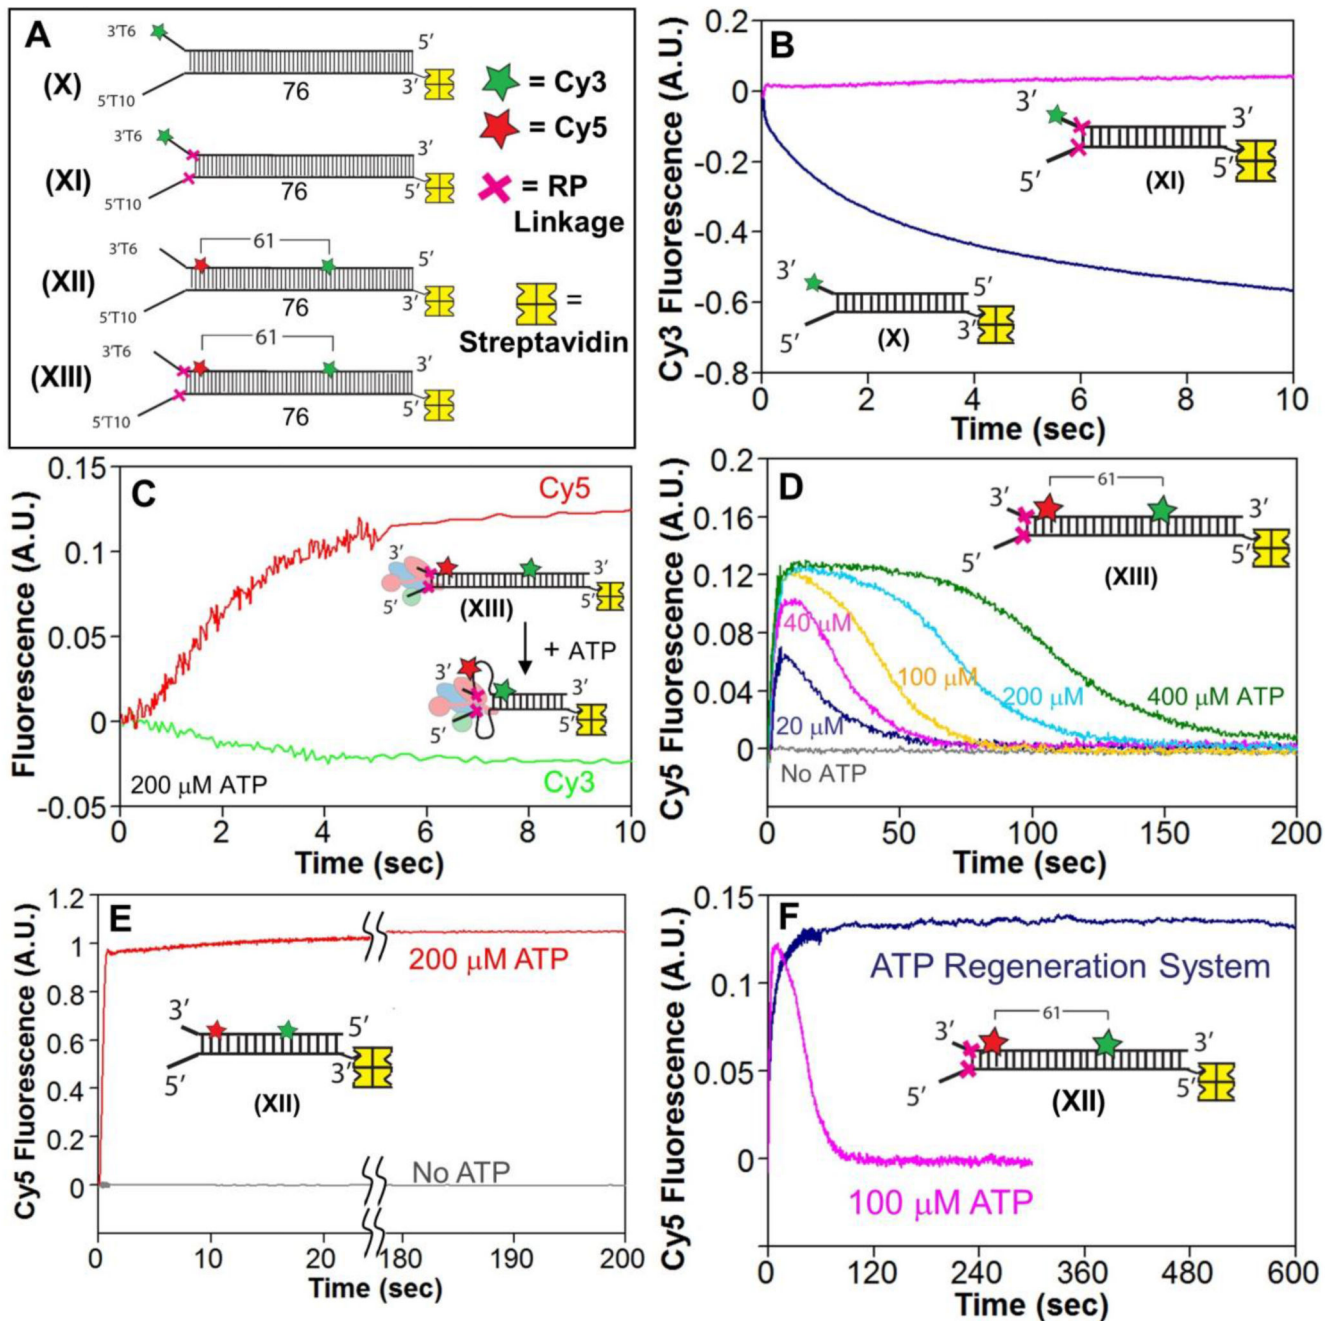 A
3′T6
5′
(X)
76
3′
5′T10
3′T6
3′
(XI)
76
5′
5′T10
61
3′T6
5′
(XII)
76
3′
5′T10
61
3′T6
3′
(XIII)
76
5′
5′T10
= Cy3
= Cy5
= RP
Linkage
=
Streptavidin
B
Cy3 Fluorescence (A.U.)
0.2
0
-0.2
-0.4
-0.6
-0.8
3′
3′
5′
(XI)
5′
3′
5′
5′
(X)
3′
0
2
4
6
8
10
Time (sec)
C
Fluorescence (A.U.)
0.15
0.1
0.05
0
-0.05
Cy5
3′
3′
5′
(XIII)
5′
+ ATP
3′
3′
5′
5′
200 μM ATP
Cy3
0
2
4
6
8
10
Time (sec)
D
Cy5 Fluorescence (A.U.)
0.2
0.16
0.12
0.08
0.04
0
61
3′
3′
5′
(XIII)
5′
40 μM
100 μM
200 μM
400 μM ATP
20 μM
No ATP
0
50
100
150
200
Time (sec)
E
Cy5 Fluorescence (A.U.)
1.2
1
0.8
0.6
0.4
0.2
0
200 μM ATP
3′
5′
5′
3′
(XII)
No ATP
0
10
20
180
190
200
Time (sec)
F
Cy5 Fluorescence (A.U.)
0.15
0.1
0.05
0
ATP Regeneration System
61
3′
3′
5′
(XII)
5′
100 μM ATP
0
120
240
360
480
600
Time (sec)